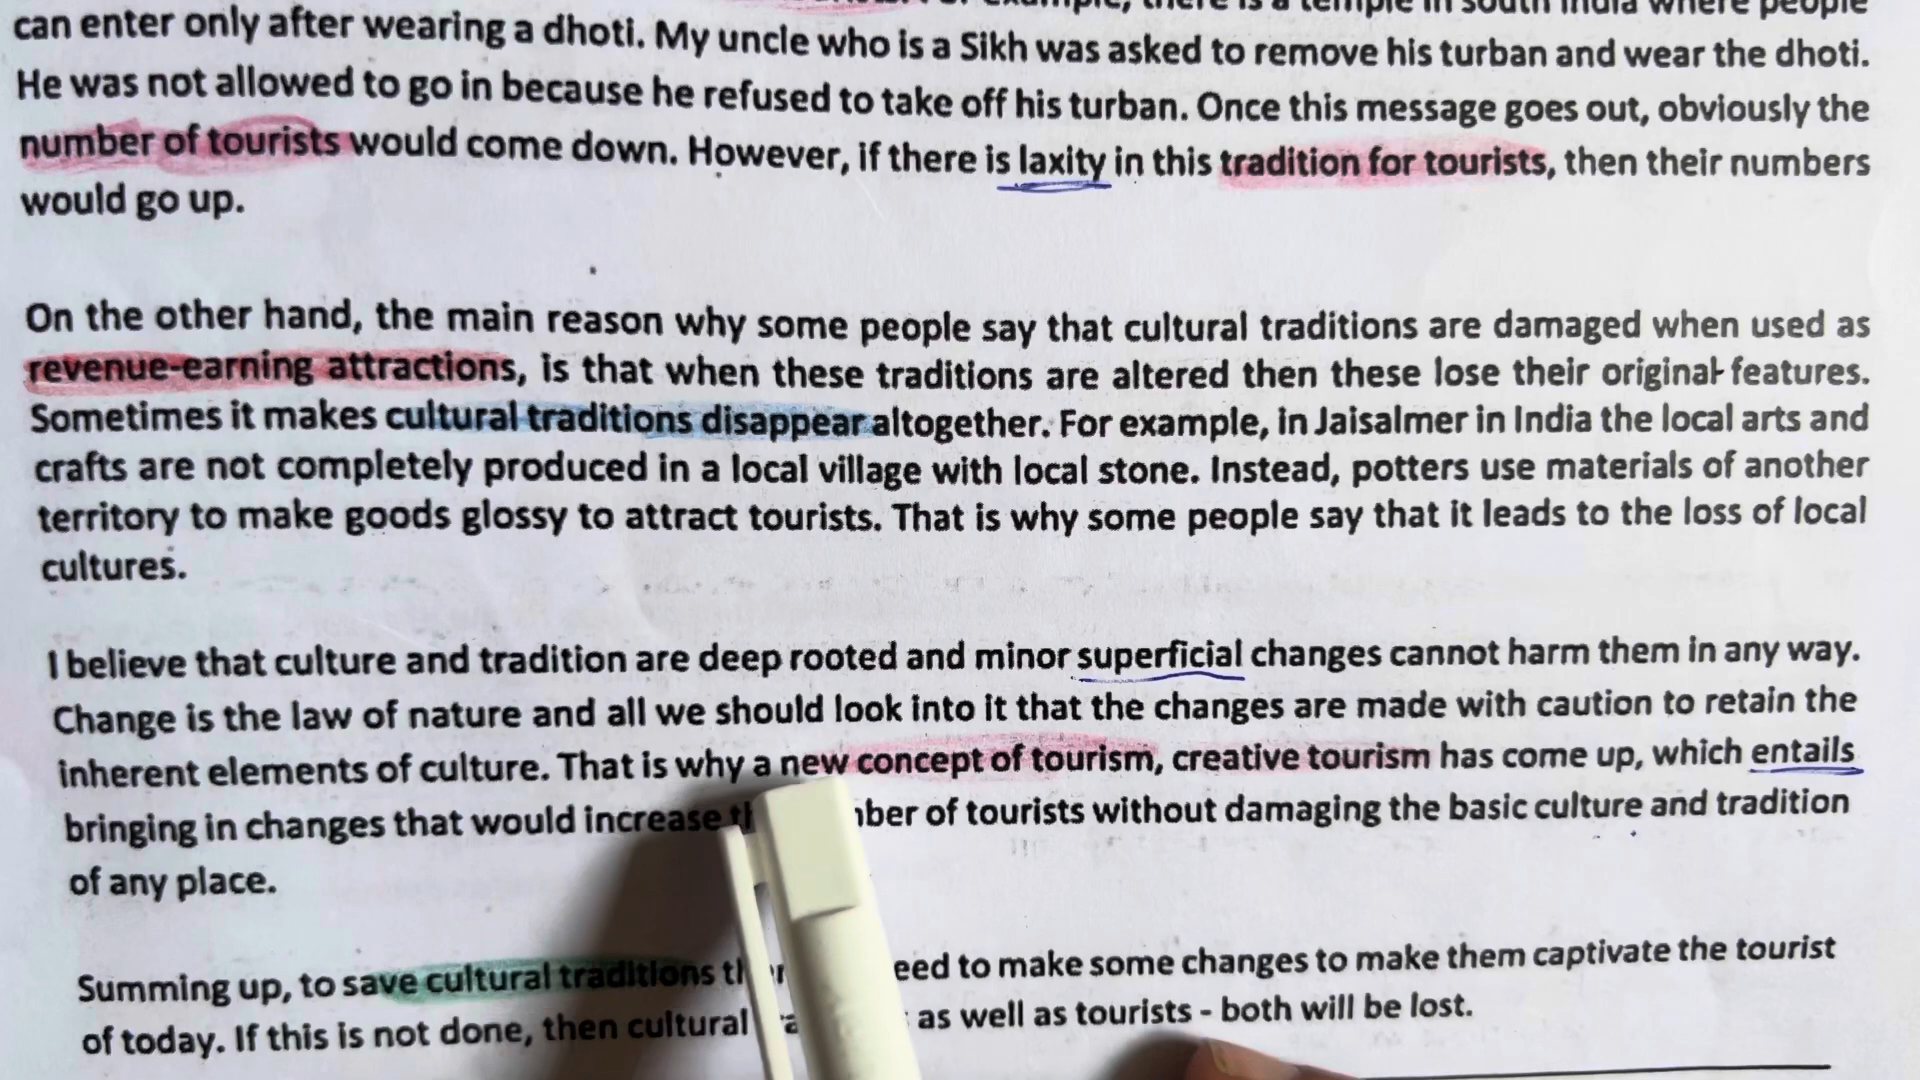 example, there is a temple in south India where people
can enter only after wearing a dhoti. My uncle who is a Sikh was asked to remove his turban and wear the dhoti.
He was not allowed to go in because he refused to take off his turban. Once this message goes out, obviously the
number of tourists would come down. However, if there is laxity in this tradition for tourists, then their numbers
would go up.
On the other hand, the main reason why some people say that cultural traditions are damaged when used as
revenue-earning attractions, is that when these traditions are altered then these lose their original features.
Sometimes it makes cultural traditions disappear altogether. For example, in Jaisalmer in India the local arts and
crafts are not completely produced in a local village with local stone. Instead, potters use materials of another
territory to make goods glossy to attract tourists. That is why some people say that it leads to the loss of local
cultures.
I believe that culture and tradition are deep rooted and minor superficial changes cannot harm them in any way.
Change is the law of nature and all we should look into it that the changes are made with caution to retain the
inherent elements of culture. That is why a new concept of tourism, creative tourism has come up, which entails
bringing in changes that would increase of tourists without damaging the basic culture and tradition
of any place.
Summing up, to save cultural traditions to make some changes to make them captivate the tourist
of today. If this is not done, then cultural as well as tourists - both will be lost.